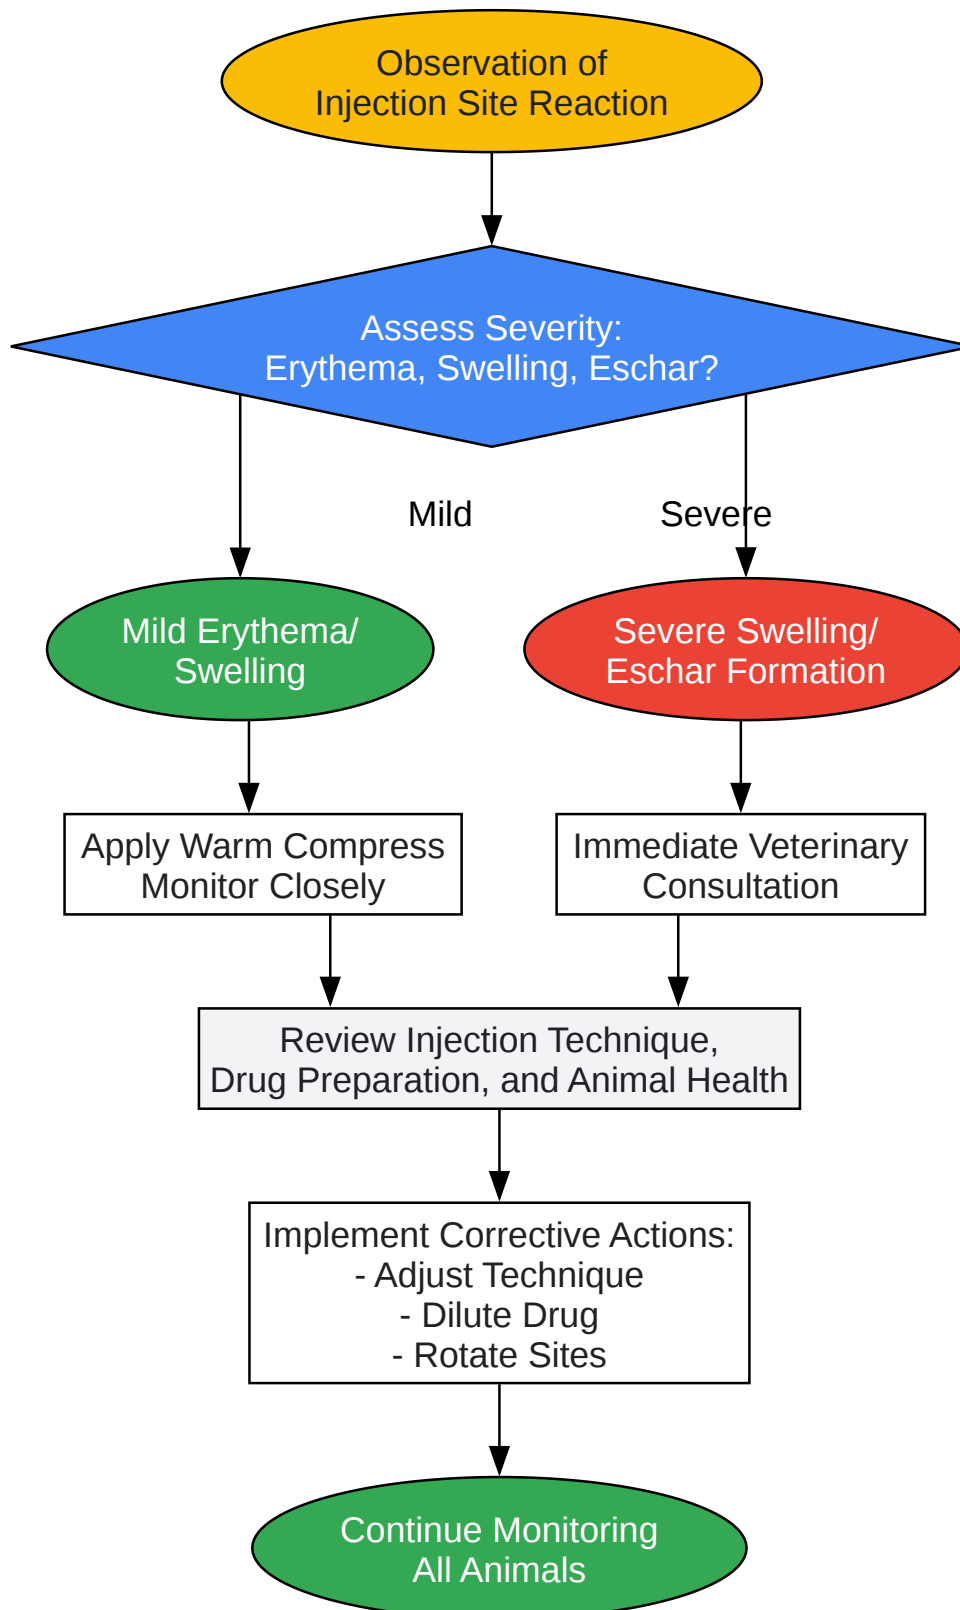 Observation of
Injection Site Reaction
Assess Severity:
Erythema, Swelling, Eschar?
Mild
Severe
Mild Erythema/
Swelling
Severe Swelling/
Eschar Formation
Apply Warm Compress
Monitor Closely
Immediate Veterinary
Consultation
Review Injection Technique,
Drug Preparation, and Animal Health
Implement Corrective Actions:
- Adjust Technique
- Dilute Drug
- Rotate Sites
Continue Monitoring
All Animals